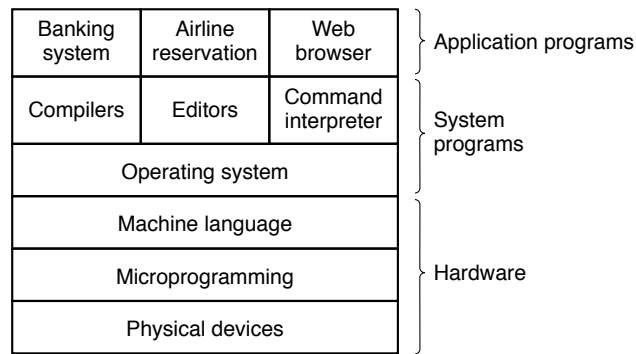 Banking system
Airline reservation
Web browser
Application programs
Compilers
Editors
Command interpreter
System programs
Operating system
Machine language
Microprogramming
Hardware
Physical devices